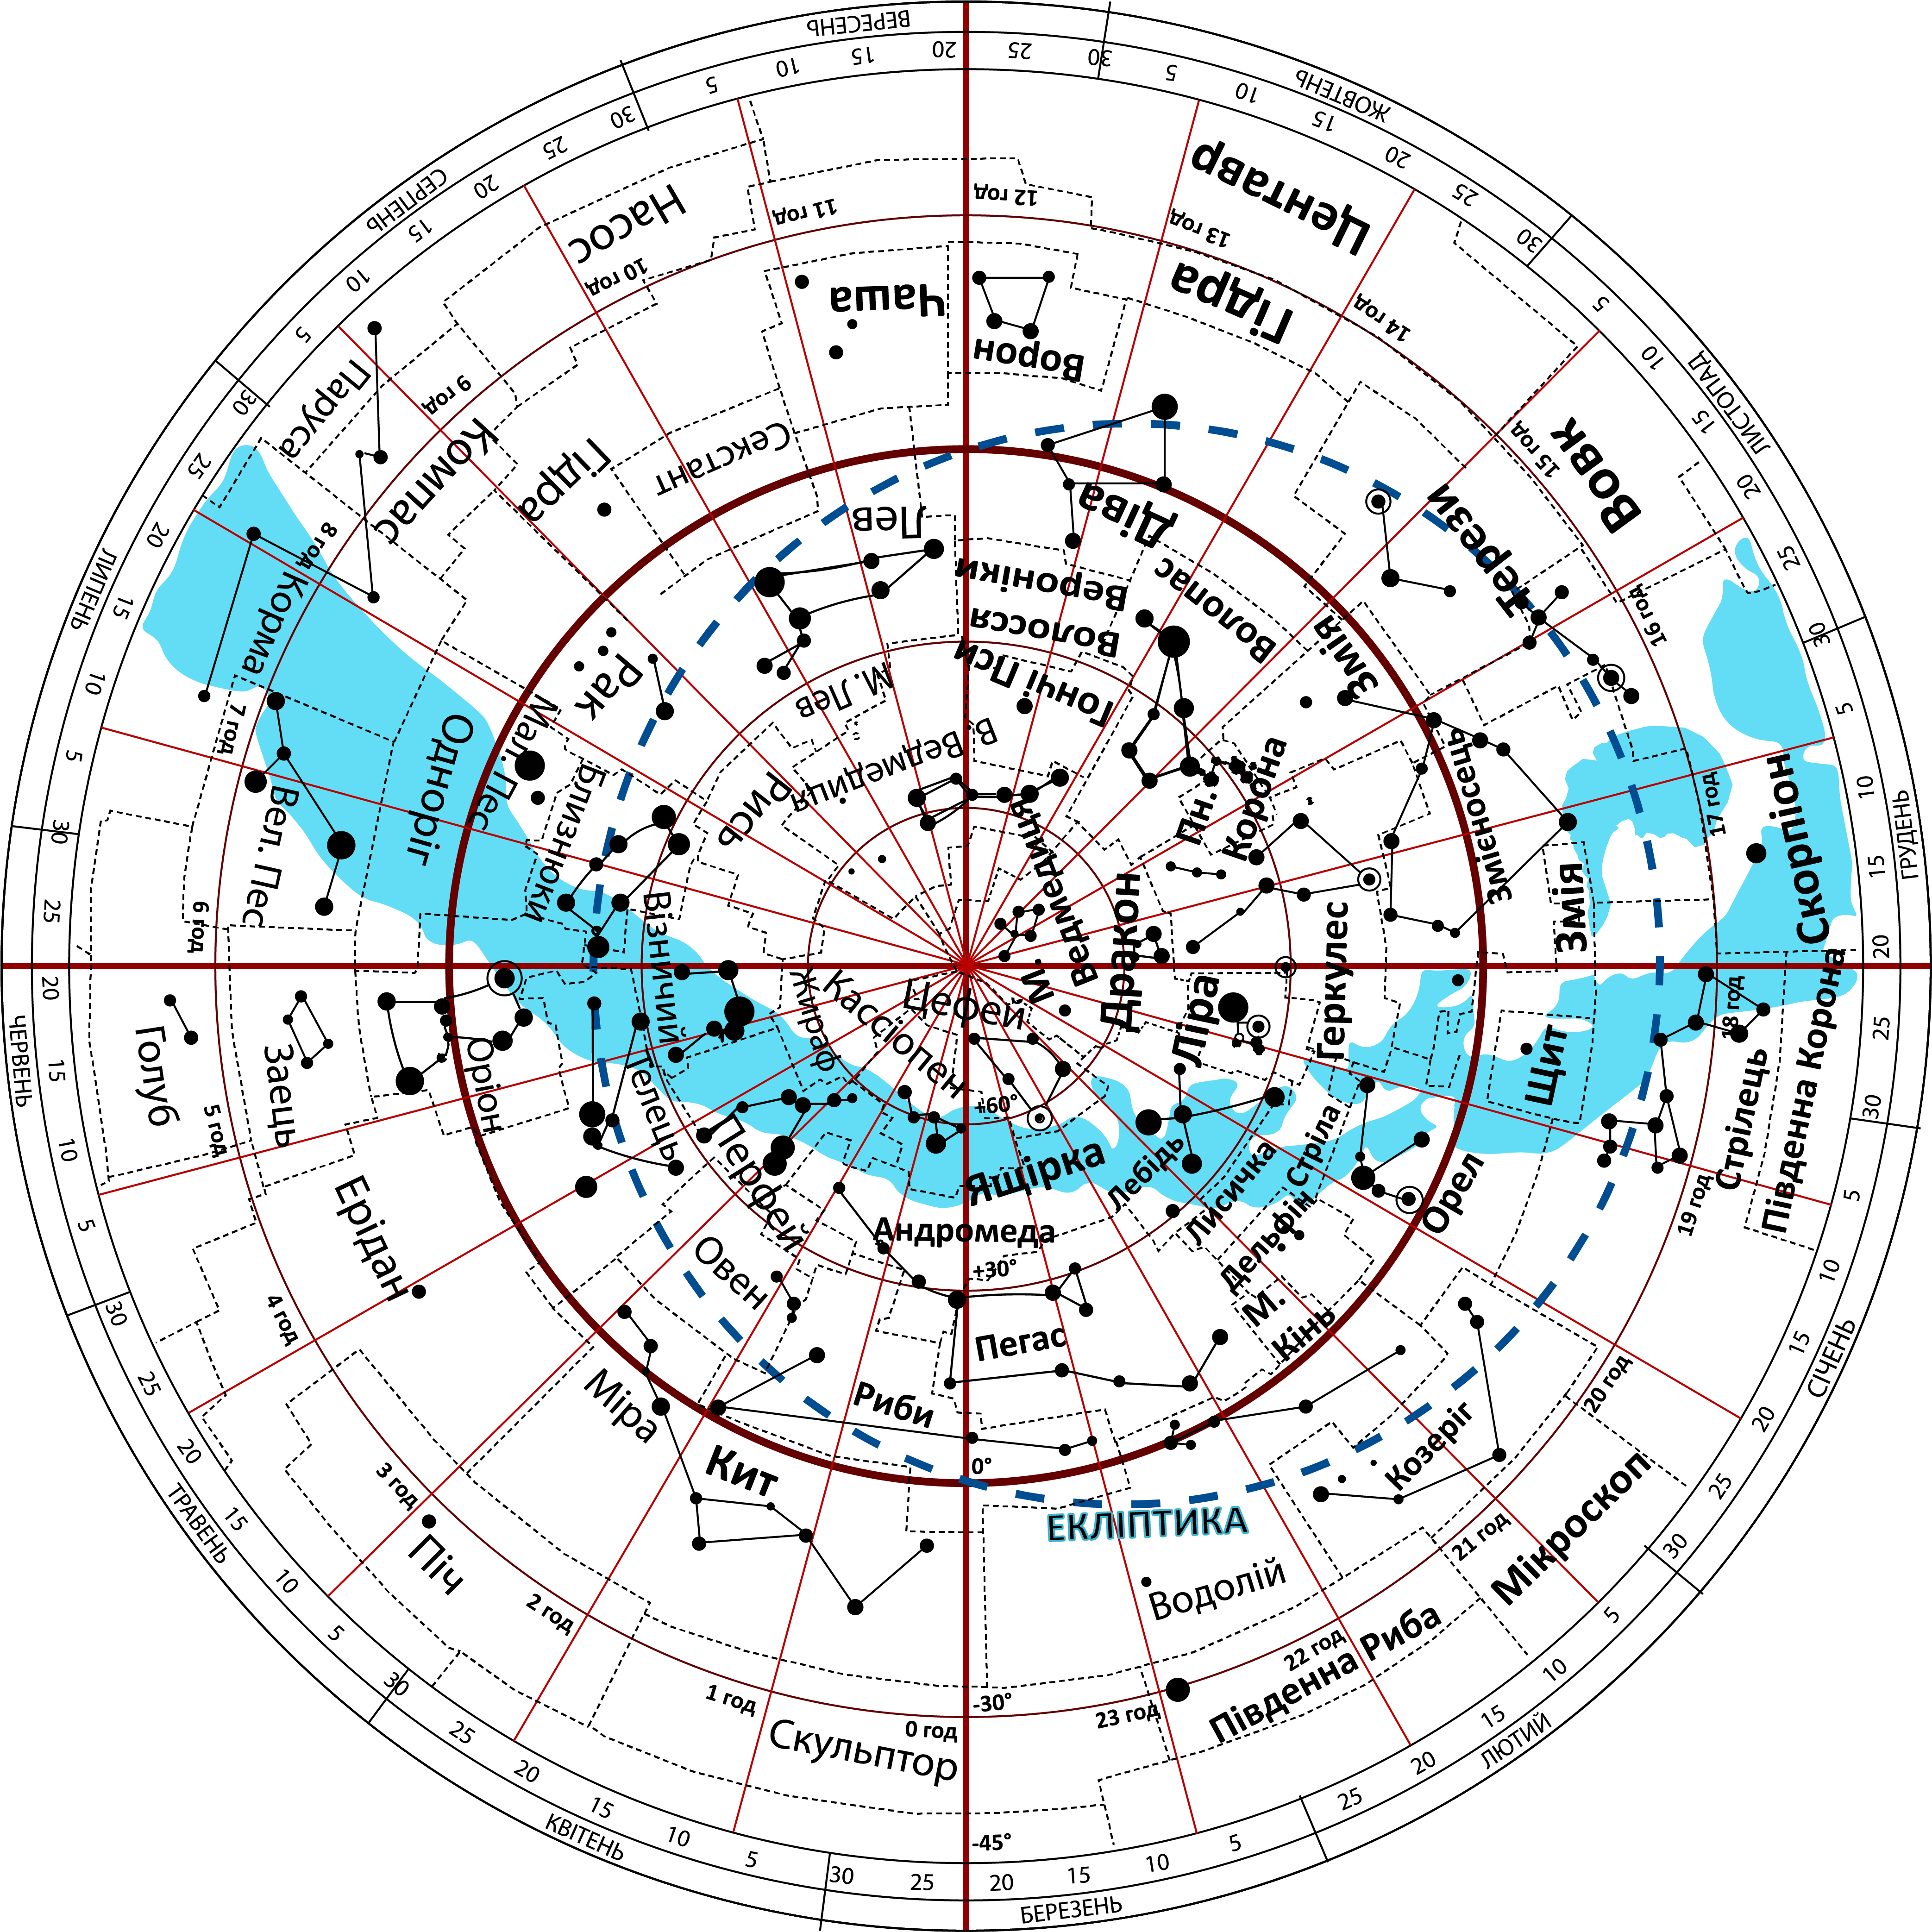 ВЕРЕСЕНЬ
5
10
15
20
25
30
ЖОВТЕНЬ
5
10
15
20
25
30
ЛИСТОПАД
5
10
15
20
25
30
ГРУДЕНЬ
5
10
15
20
25
30
СІЧЕНЬ
5
10
15
20
25
30
ЛЮТИЙ
5
10
15
20
25
БЕРЕЗЕНЬ
5
10
15
20
25
30
КВІТЕНЬ
5
10
15
20
25
30
ТРАВЕНЬ
5
10
15
20
25
30
ЧЕРВЕНЬ
5
10
15
20
25
30
ЛИПЕНЬ
5
10
15
20
25
30
СЕРПЕНЬ
5
10
15
20
25
30
0 год
1 год
2 год
3 год
4 год
5 год
6 год
7 год
8 год
9 год
10 год
11 год
12 год
13 год
14 год
15 год
16 год
17 год
18 год
19 год
20 год
21 год
22 год
23 год
+60°
+30°
0°
-30°
-45°
Насос
Чаша
Ворон
Гідра
Центавр
Вовк
Терези
Паруса
Компас
Гідра
Секстант
Лев
Діва
Волосся
Вероніки
Волопас
Змія
Гончі Пси
М. Лев
В. Ведмедиця
Рись
Рак
Мал. Пес
Близнюки
Одноріг
Корма
Вел. Пес
Заєць
Голуб
Оріон
Візничий
Жираф
Телець
Кассіопея
Цефей
М. Ведмедиця
Дракон
Ліра
Геркулес
Пн. Корона
Змієносець
Змія
Скорпіон
Щит
Стрілець
Південна Корона
Орел
Стріла
Лисичка
Лебідь
Дельфін
М. Кінь
Ящірка
Андромеда
Персей
Овен
Пегас
Риби
Міра
Кит
Ерідан
Піч
Скульптор
ЕКЛІПТИКА
Водолій
Козеріг
Мікроскоп
Південна Риба